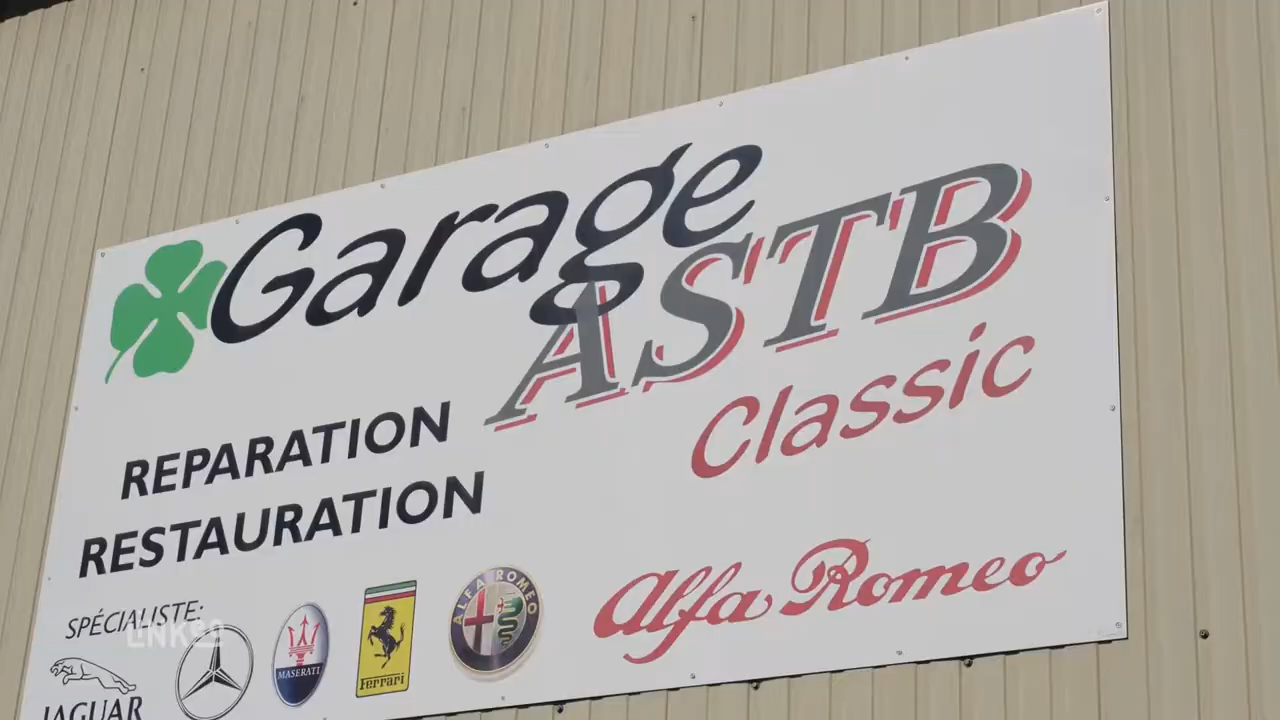 Garage
ASTB
Classic
REPARATION
RESTAURATION
SPÉCIALISTE:
JAGUAR
MASERATI
Ferrari
ALFA ROMEO
Alfa Romeo